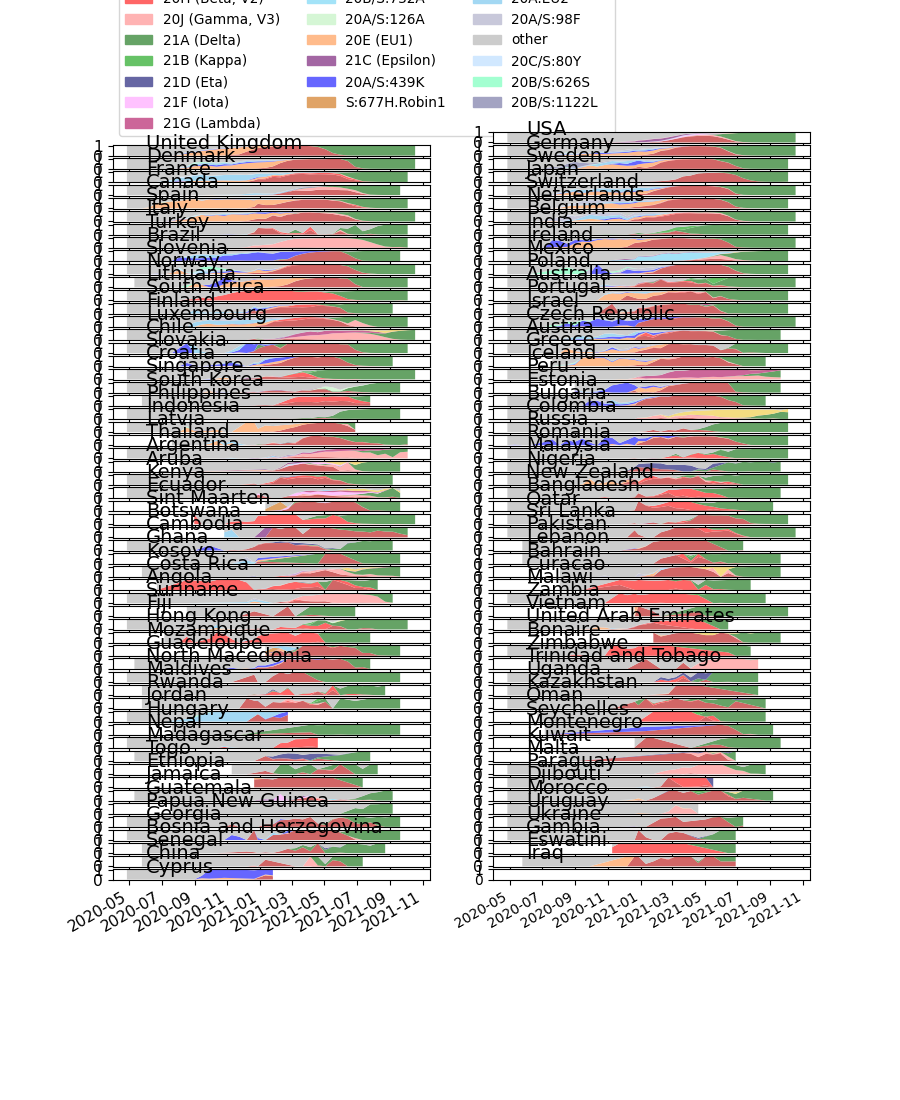 20J (Gamma, V3)
21A (Delta)
21B (Kappa)
21D (Eta)
21F (Iota)
21G (Lambda)
20A/S:126A
20E (EU1)
21C (Epsilon)
20A/S:439K
S:677H.Robin1
20A/S:98F
other
20C/S:80Y
20B/S:626S
20B/S:1122L
United Kingdom
Denmark
France
Canada
Spain
Italy
Turkey
Brazil
Slovenia
Norway
Lithuania
South Africa
Finland
Luxembourg
Chile
Slovakia
Croatia
Singapore
South Korea
Philippines
Indonesia
Latvia
Thailand
Argentina
Aruba
Kenya
Ecuador
Sint Maarten
Botswana
Cambodia
Ghana
Kosovo
Costa Rica
Angola
Suriname
Fiji
Hong Kong
Mozambique
Guadeloupe
North Macedonia
Maldives
Rwanda
Jordan
Hungary
Nepal
Madagascar
Togo
Ethiopia
Jamaica
Guatemala
Papua New Guinea
Georgia
Bosnia and Herzegovina
Senegal
China
Cyprus
2020-05
2020-07
2020-09
2020-11
2021-01
2021-03
2021-05
2021-07
2021-09
2021-11
USA
Germany
Sweden
Japan
Switzerland
Netherlands
Belgium
India
Ireland
Mexico
Poland
Australia
Portugal
Israel
Czech Republic
Austria
Greece
Iceland
Peru
Estonia
Bulgaria
Colombia
Russia
Romania
Malaysia
Nigeria
New Zealand
Bangladesh
Qatar
Sri Lanka
Pakistan
Lebanon
Bahrain
Curacao
Malawi
Zambia
Vietnam
United Arab Emirates
Bonaire
Zimbabwe
Trinidad and Tobago
Uganda
Kazakhstan
Oman
Seychelles
Montenegro
Kuwait
Malta
Paraguay
Djibouti
Morocco
Uruguay
Ukraine
Gambia
Eswatini
Iraq
2020-05
2020-07
2020-09
2020-11
2021-01
2021-03
2021-05
2021-07
2021-09
2021-11